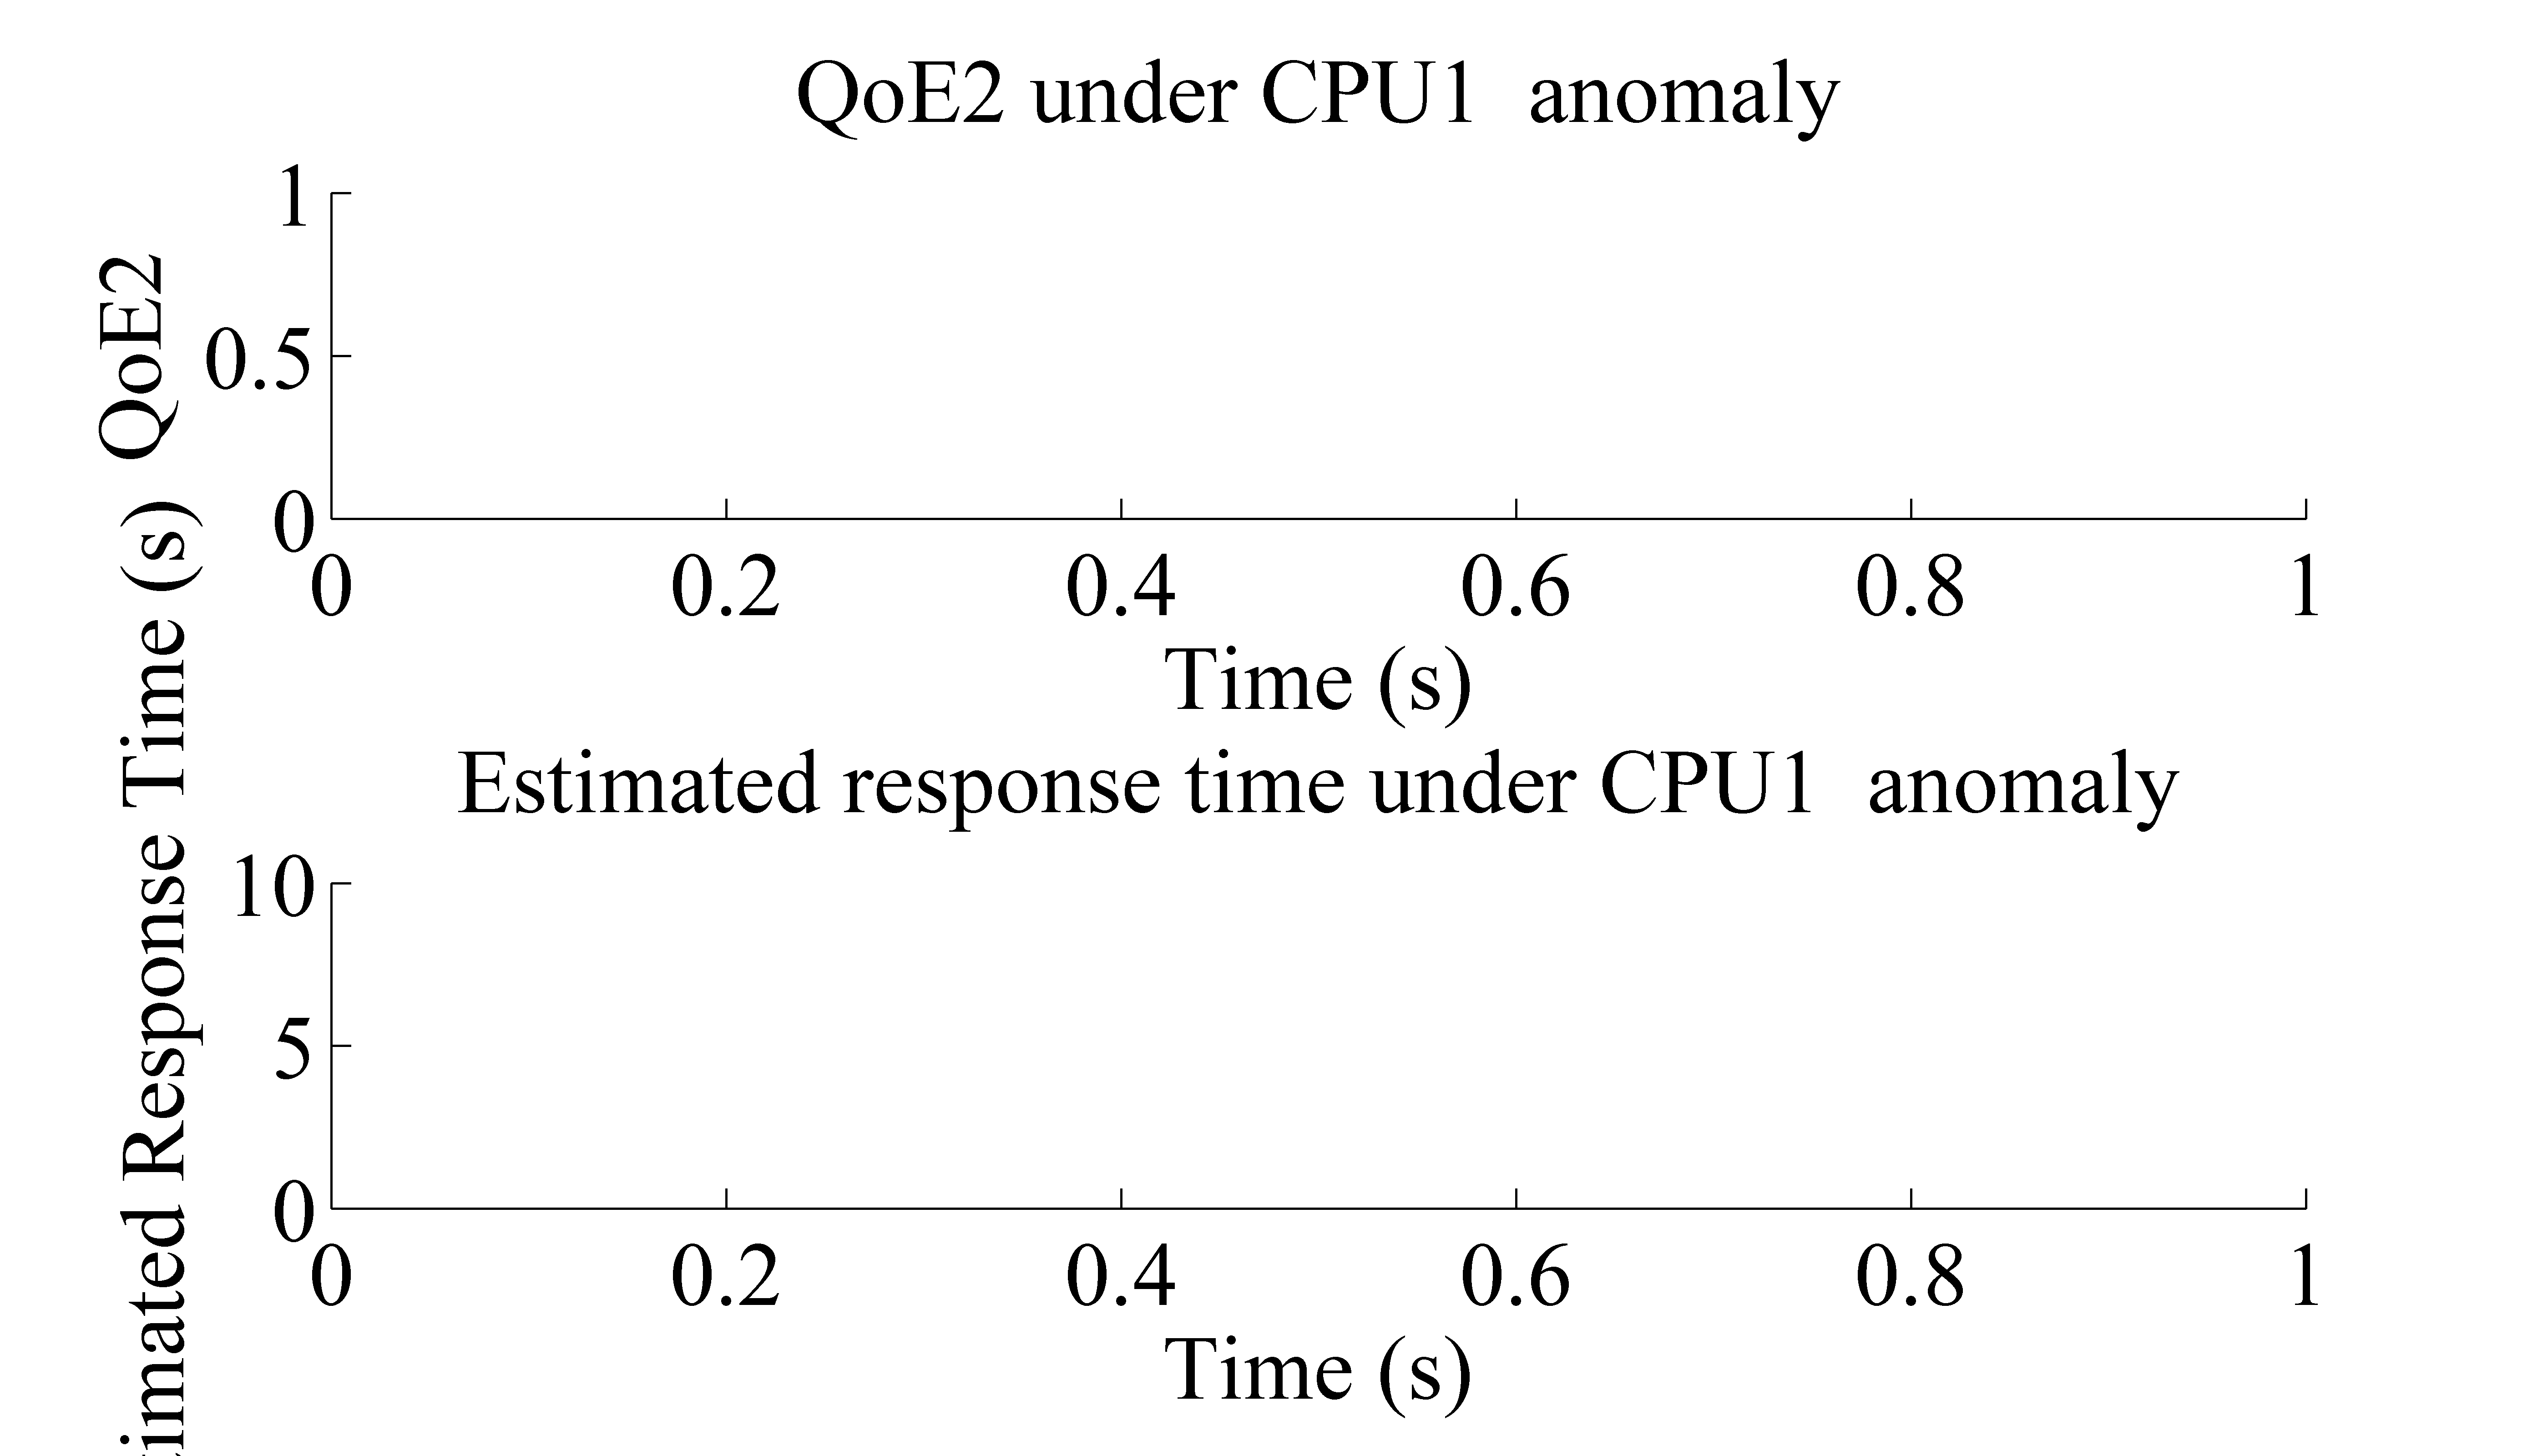 QoE2 under CPU1  anomaly
QoE2
1
0.5
0
0 0.2 0.4 0.6 0.8 1
Time (s)
Estimated response time under CPU1  anomaly
Response Time (s)
10
5
0
0 0.2 0.4 0.6 0.8 1
Time (s)